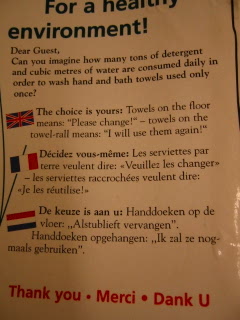 For a healthy
environment!
Dear Guest,
Can you imagine how many tons of detergent
and cubic metres of water are consumed daily in
order to wash hand and bath towels used only
once?
The choice is yours: Towels on the floor
means: "Please change!" – towels on the
towel-rall means: "I will use them again!"
Décidez vous-même: Les serviettes par
terre veulent dire: «Veuillez les changer»
– les serviettes raccrochées veulent dire:
«Je les réutilise!»
De keuze is aan u: Handdoeken op de
vloer: „Alstublieft vervangen".
Handdoeken opgehangen: „Ik zal ze nog-
maals gebruiken".
Thank you • Merci • Dank U